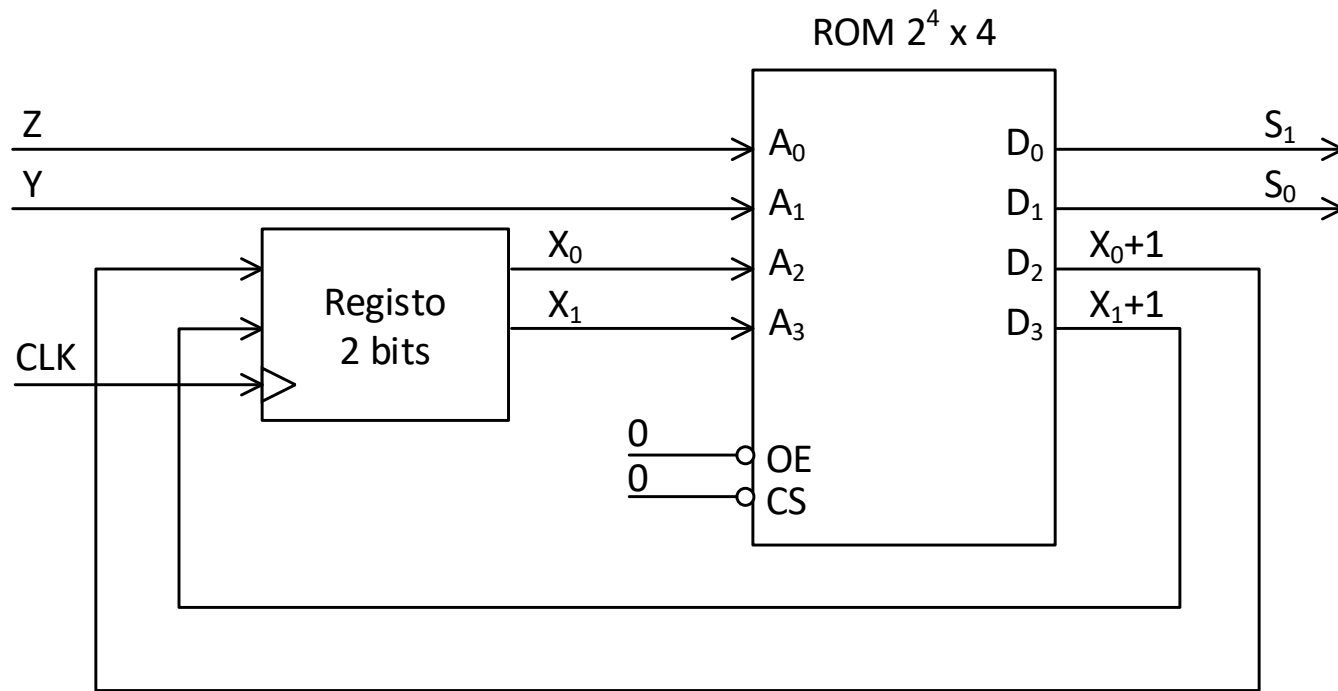 ROM 2⁴ x 4
Z
A₀
D₀
S₁
Y
A₁
D₁
S₀
X₀
A₂
D₂
X₀+1
Registo
2 bits
X₁
A₃
D₃
X₁+1
CLK
0
OE
0
CS